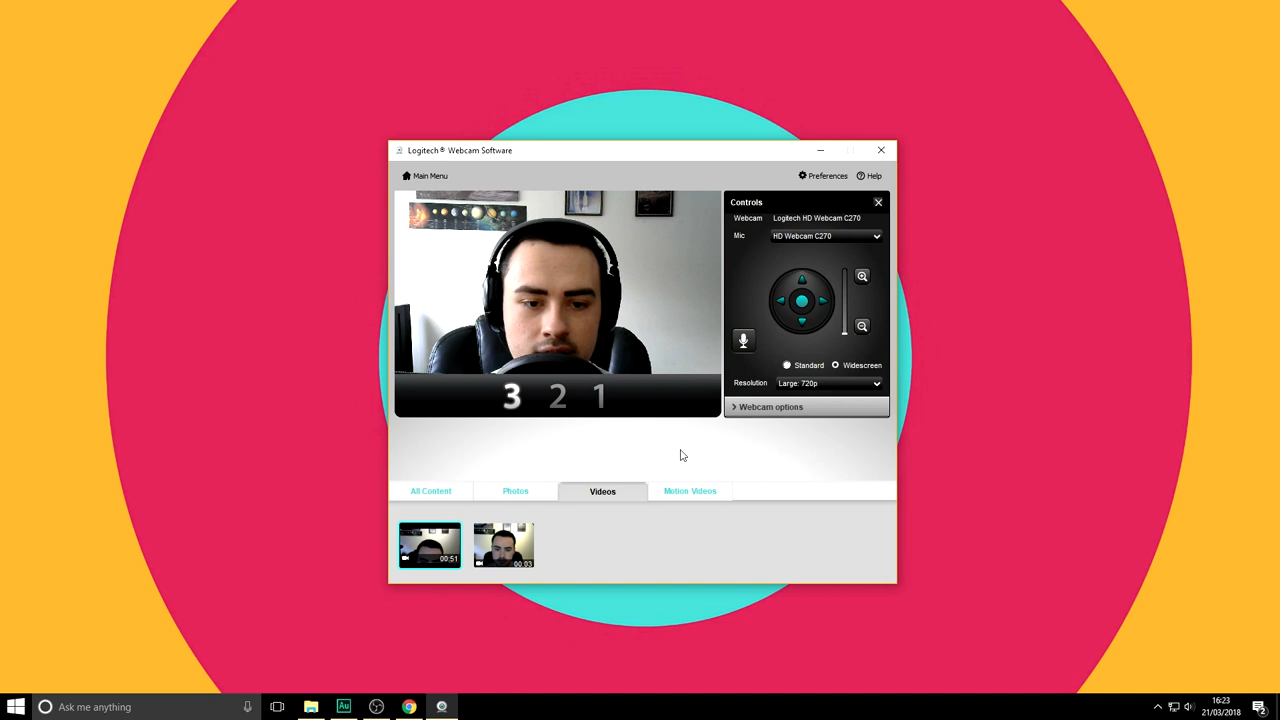 Logitech® Webcam Software
Main Menu
Preferences
Help
Controls
Webcam Logitech HD Webcam C270
Mic HD Webcam C270
Standard Widescreen
Resolution Large: 720p
Webcam options
3 2 1
All Content Photos Videos Motion Videos
00:51
00:03
Ask me anything
Au
16:23
21/03/2018
2